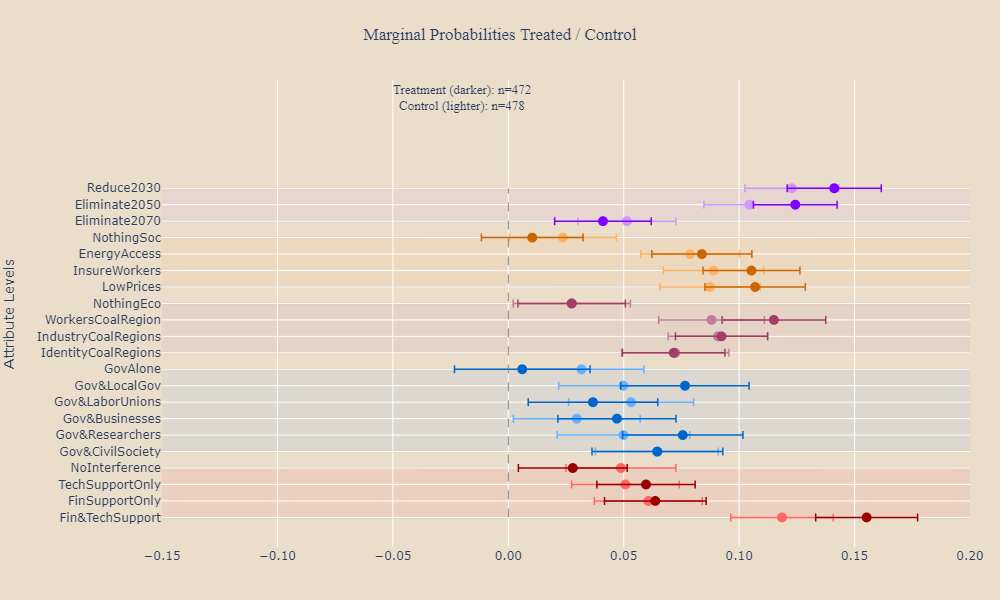 Marginal Probabilities Treated / Control
Treatment (darker): n=472
Control (lighter): n=478
Attribute Levels
Reduce2030
Eliminate2050
Eliminate2070
NothingSoc
EnergyAccess
InsureWorkers
LowPrices
NothingEco
WorkersCoalRegion
IndustryCoalRegions
IdentityCoalRegions
GovAlone
Gov&LocalGov
Gov&LaborUnions
Gov&Businesses
Gov&Researchers
Gov&CivilSociety
NoInterference
TechSupportOnly
FinSupportOnly
Fin&TechSupport
−0.15 −0.10 −0.05 0.00 0.05 0.10 0.15 0.20